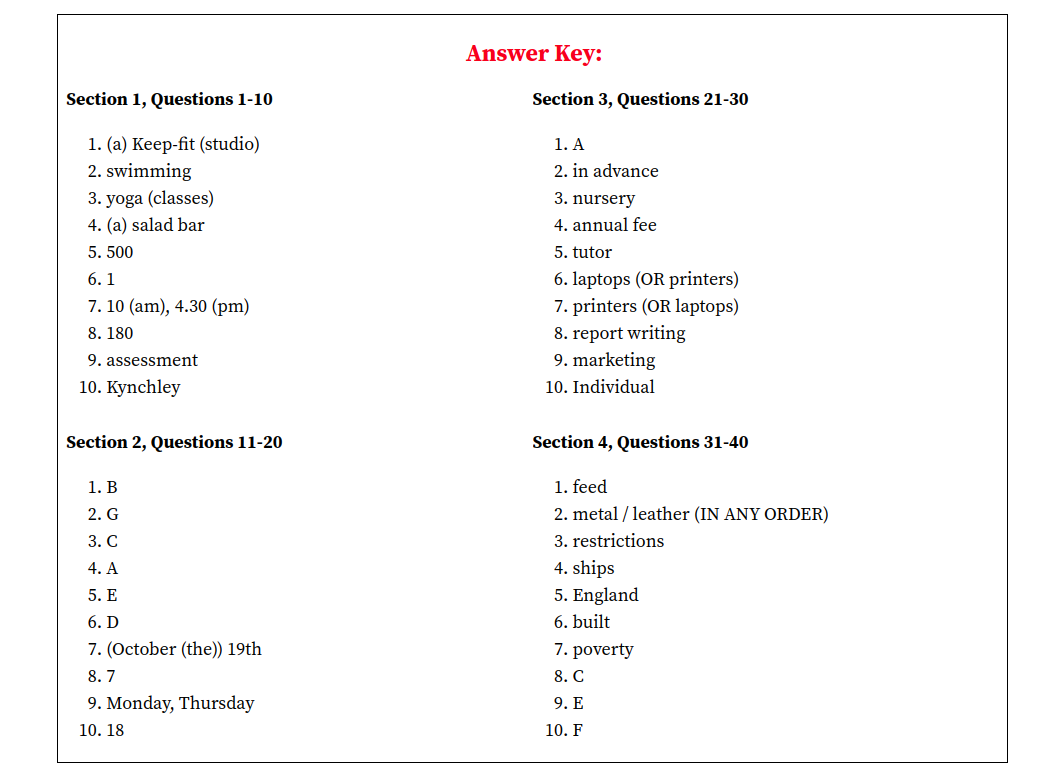 Answer Key:
Section 1, Questions 1-10
1. (a) Keep-fit (studio)
2. swimming
3. yoga (classes)
4. (a) salad bar
5. 500
6. 1
7. 10 (am), 4.30 (pm)
8. 180
9. assessment
10. Kynchley
Section 2, Questions 11-20
1. B
2. G
3. C
4. A
5. E
6. D
7. (October (the)) 19th
8. 7
9. Monday, Thursday
10. 18
Section 3, Questions 21-30
1. A
2. in advance
3. nursery
4. annual fee
5. tutor
6. laptops (OR printers)
7. printers (OR laptops)
8. report writing
9. marketing
10. Individual
Section 4, Questions 31-40
1. feed
2. metal / leather (IN ANY ORDER)
3. restrictions
4. ships
5. England
6. built
7. poverty
8. C
9. E
10. F